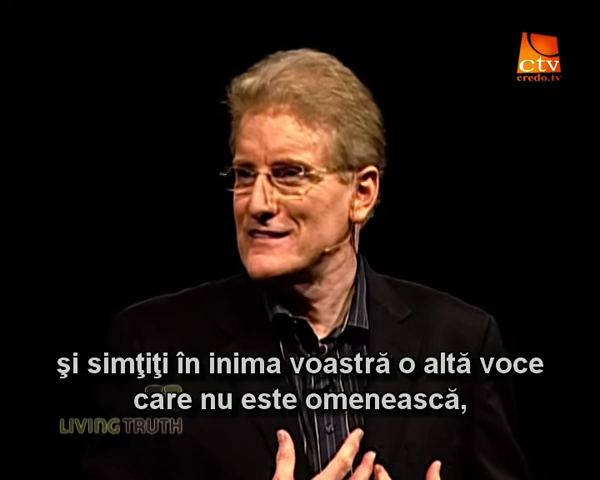 ctv
credo.tv
şi simţiţi în inima voastră o altă voce
care nu este omenească,
LIVING TRUTH